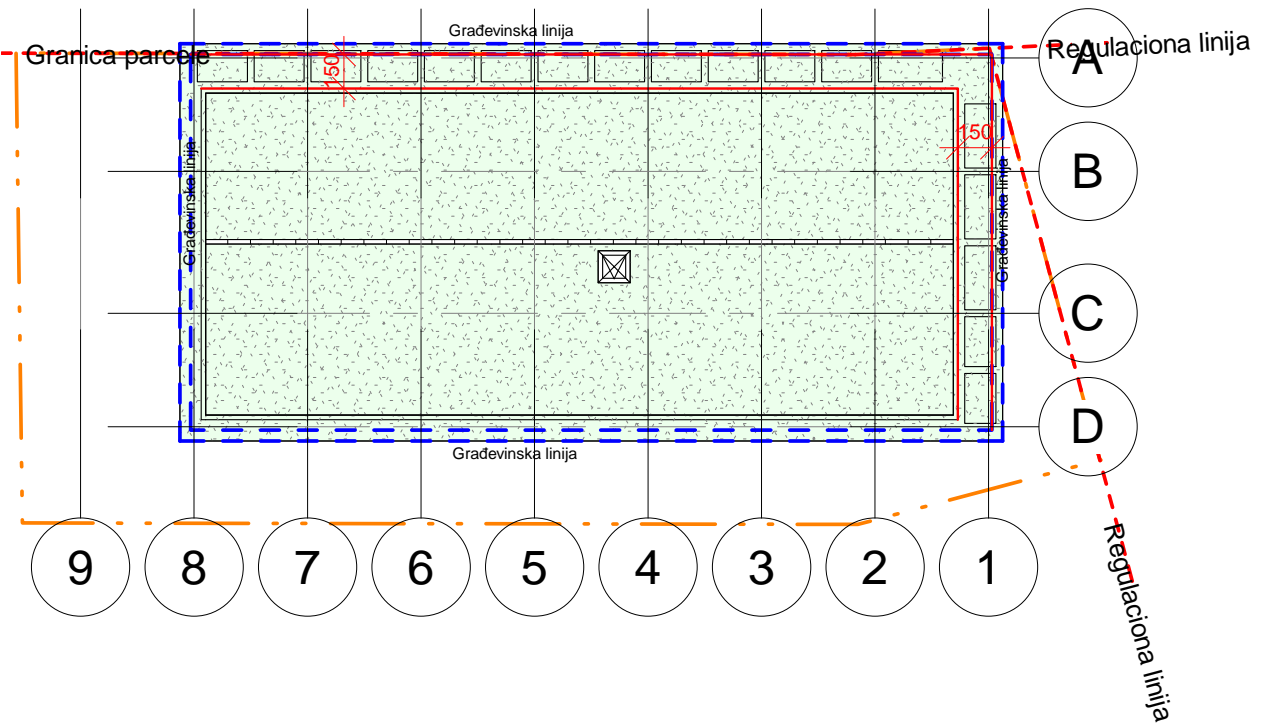 Građevinska linija
Regulaciona linija
Granica parcele
A
150
150
B
Građevinska linija
Građevinska linija
C
D
Građevinska linija
9 8 7 6 5 4 3 2 1
Regulaciona linija